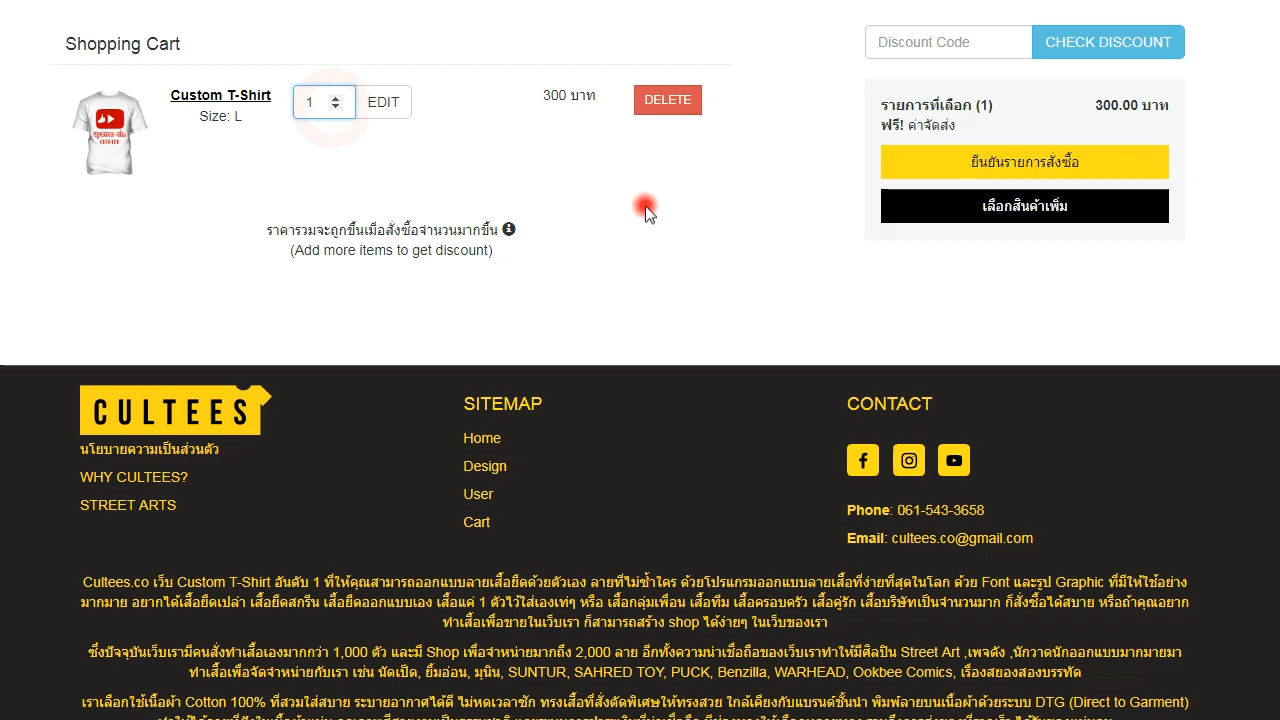 Shopping Cart
Custom T-Shirt
Size: L
1
EDIT
300 บาท
DELETE
ราคารวมจะถูกขึ้นเมื่อสั่งซื้อจำนวนมากขึ้น
(Add more items to get discount)
Discount Code
CHECK DISCOUNT
รายการที่เลือก (1)
300.00 บาท
ฟรี! ค่าจัดส่ง
ยืนยันรายการสั่งซื้อ
เลือกสินค้าเพิ่ม
CULTEES
นโยบายความเป็นส่วนตัว
WHY CULTEES?
STREET ARTS
SITEMAP
Home
Design
User
Cart
CONTACT
Phone: 061-543-3658
Email: cultees.co@gmail.com
Cultees.co เว็บ Custom T-Shirt อันดับ 1 ที่ให้คุณสามารถออกแบบลายเสื้อยืดด้วยตัวเอง ลายที่ไม่ซ้ำใคร ด้วยโปรแกรมออกแบบลายเสื้อที่ง่ายที่สุดในโลก ด้วย Font และรูป Graphic ที่มีให้ใช้อย่าง
มากมาย อยากได้เสื้อยืดเปล่า เสื้อยืดสกรีน เสื้อยืดออกแบบเอง เสื้อแค่ 1 ตัวไว้ใส่เองเท่ๆ หรือ เสื้อกลุ่มเพื่อน เสื้อทีม เสื้อครอบครัว เสื้อคู่รัก เสื้อบริษัทเป็นจำนวนมาก ก็สั่งซื้อได้สบาย หรือถ้าคุณอยาก
ทำเสื้อเพื่อขายในเว็บเรา ก็สามารถสร้าง shop ได้ง่ายๆ ในเว็บของเรา
ซึ่งปัจจุบันเว็บเรามีคนสั่งทำเสื้อเองมากกว่า 1,000 ตัว และมี Shop เพื่อจำหน่ายมากถึง 2,000 ลาย อีกทั้งความน่าเชื่อถือของเว็บเราทำให้มีศิลปิน Street Art ,เพจดัง ,นักวาดนักออกแบบมากมายมา
ทำเสื้อเพื่อจัดจำหน่ายกับเรา เช่น นัดเป็ด, ยิ้มอ่อน, มุนิน, SUNTUR, SAHRED TOY, PUCK, Benzilla, WARHEAD, Ookbee Comics, เรื่องสยองสองบรรทัด
เราเลือกใช้เนื้อผ้า Cotton 100% ที่สวมใส่สบาย ระบายอากาศได้ดี ไม่หดเวลาซัก ทรงเสื้อที่สั่งตัดพิเศษให้ทรงสวย ใกล้เคียงกับแบรนด์ชั้นนำ พิมพ์ลายบนเนื้อผ้าด้วยระบบ DTG (Direct to Garment)